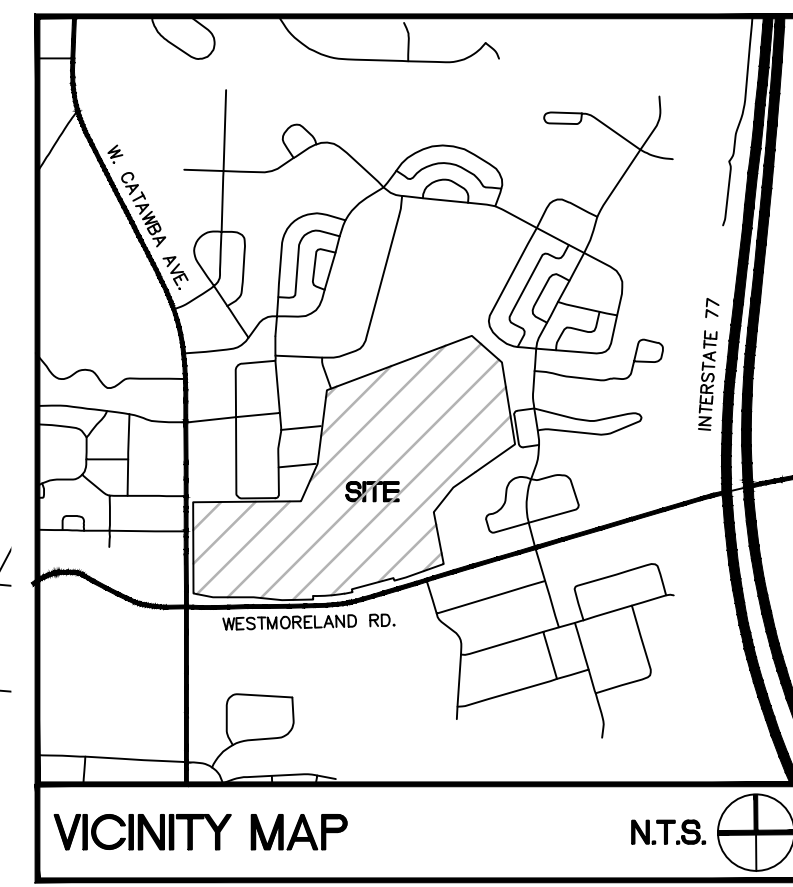 W. CATAWBA AVE.
INTERSTATE 77
SITE
WESTMORELAND RD.
VICINITY MAP
N.T.S.